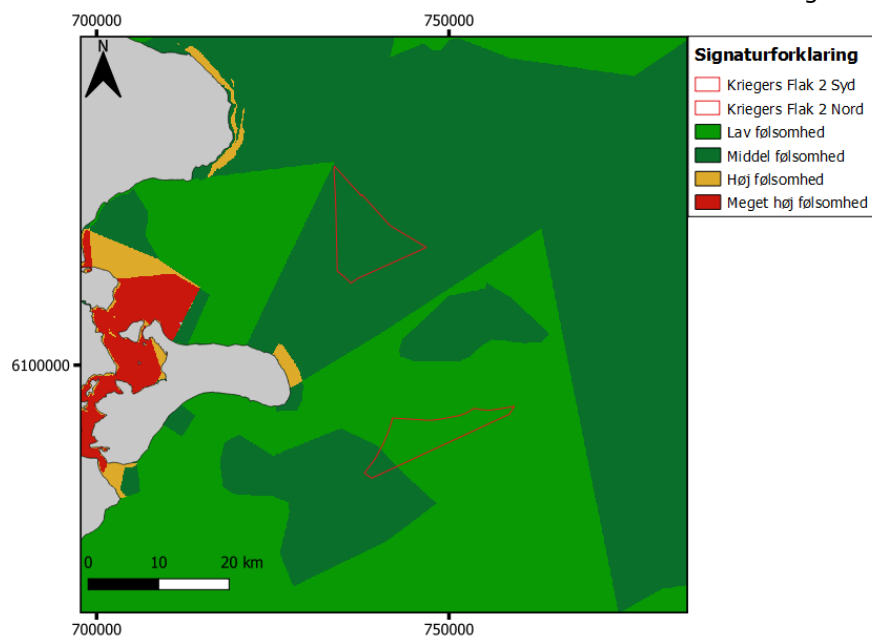 700000
750000
N
Signaturforklaring
Kriegers Flak 2 Syd
Kriegers Flak 2 Nord
Lav følsomhed
Middel følsomhed
Høj følsomhed
Meget høj følsomhed
6100000
0 10 20 km
700000
750000